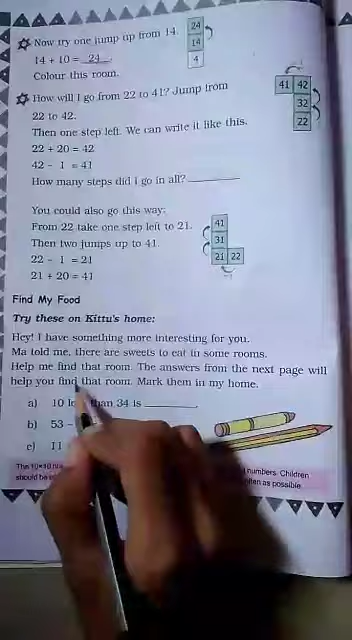 Now try one jump up from 14.
14 + 10 = 24.
Colour this room.
24
14
4
How will I go from 22 to 41? Jump from
22 to 42.
Then one step left. We can write it like this.
22 + 20 = 42
42 - 1 = 41
How many steps did I go in all?
-1
41 42
32
22
You could also go this way:
From 22 take one step left to 21.
Then two jumps up to 41.
22 - 1 = 21
21 + 20 = 41
41
31
21 22
-1
Find My Food
Try these on Kittu's home:
Hey! I have something more interesting for you.
Ma told me, there are sweets to eat in some rooms.
Help me find that room. The answers from the next page will
help you find that room. Mark them in my home.
a) 10 than 34 is
b) 53 -
c) 11
The 10×10 numbers. Children
should be often as possible.